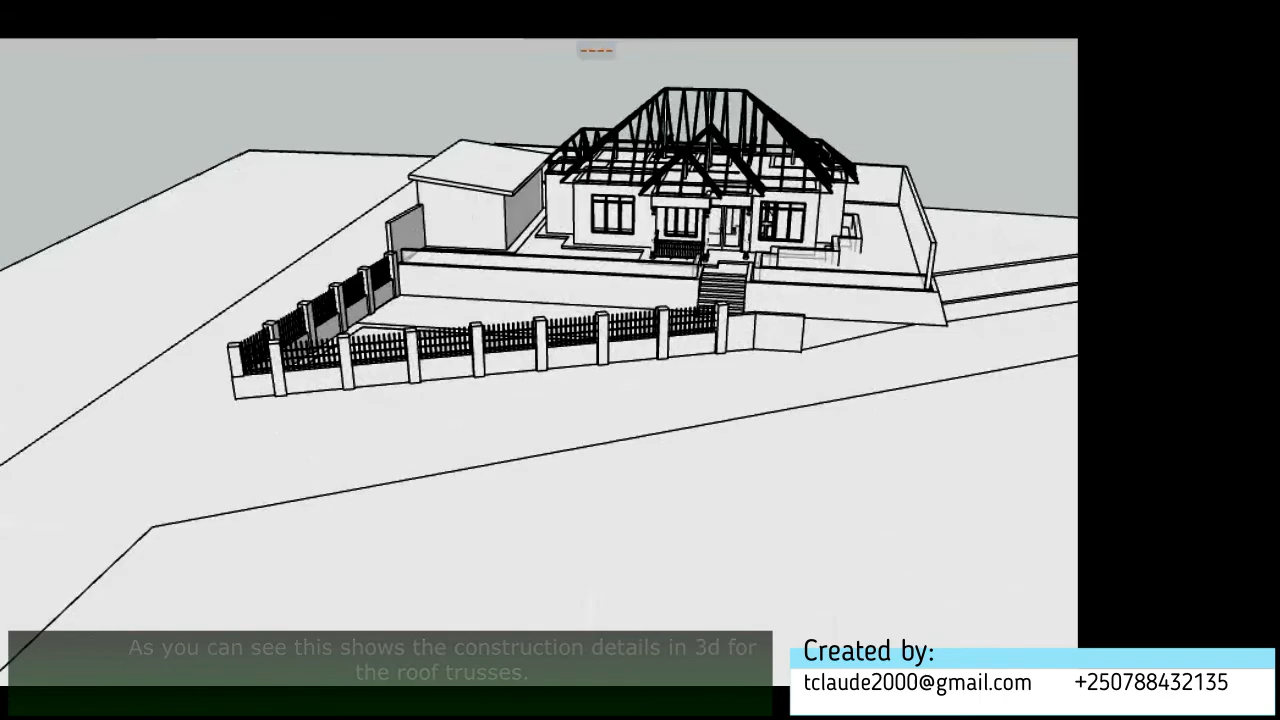 As you can see this shows the construction details in 3d for
the roof trusses.
Created by:
tclaude2000@gmail.com +250788432135